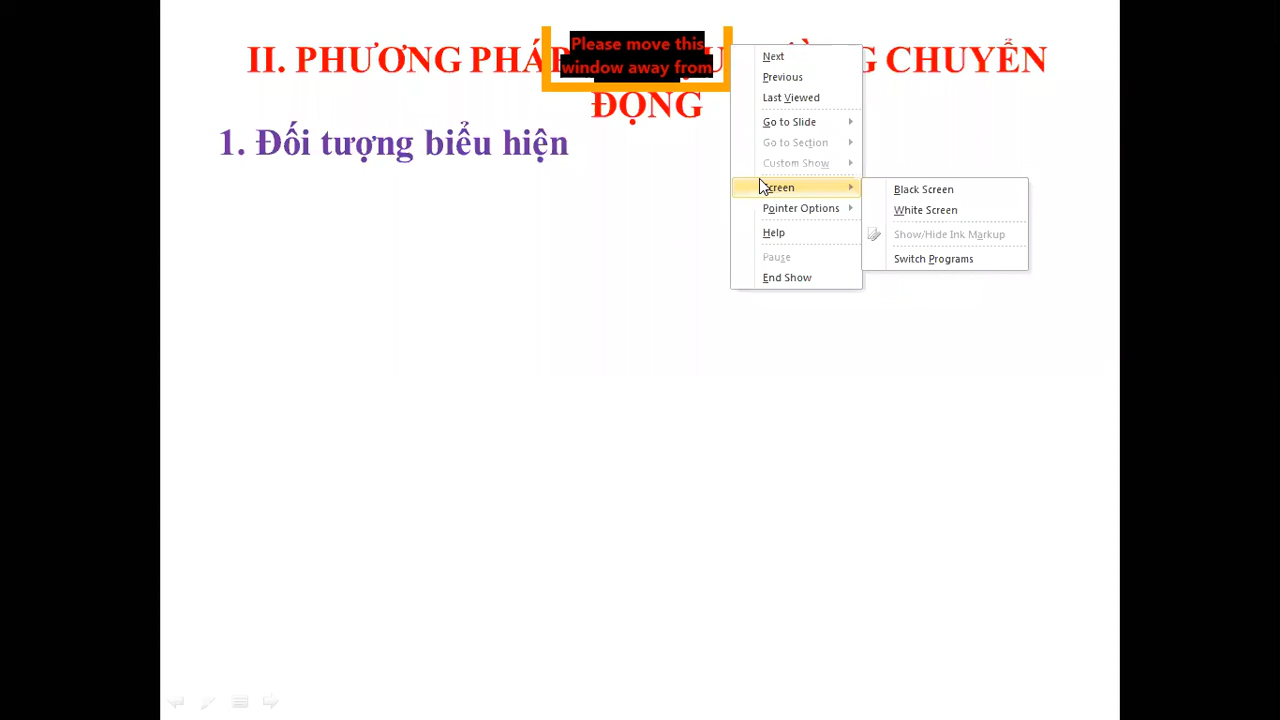 II. PHƯƠNG PHÁP G CHUYỂN
ĐỘNG
Please move this
window away from
1. Đối tượng biểu hiện
Next
Previous
Last Viewed
Go to Slide
Go to Section
Custom Show
Screen
Pointer Options
Help
Pause
End Show
Black Screen
White Screen
Show/Hide Ink Markup
Switch Programs